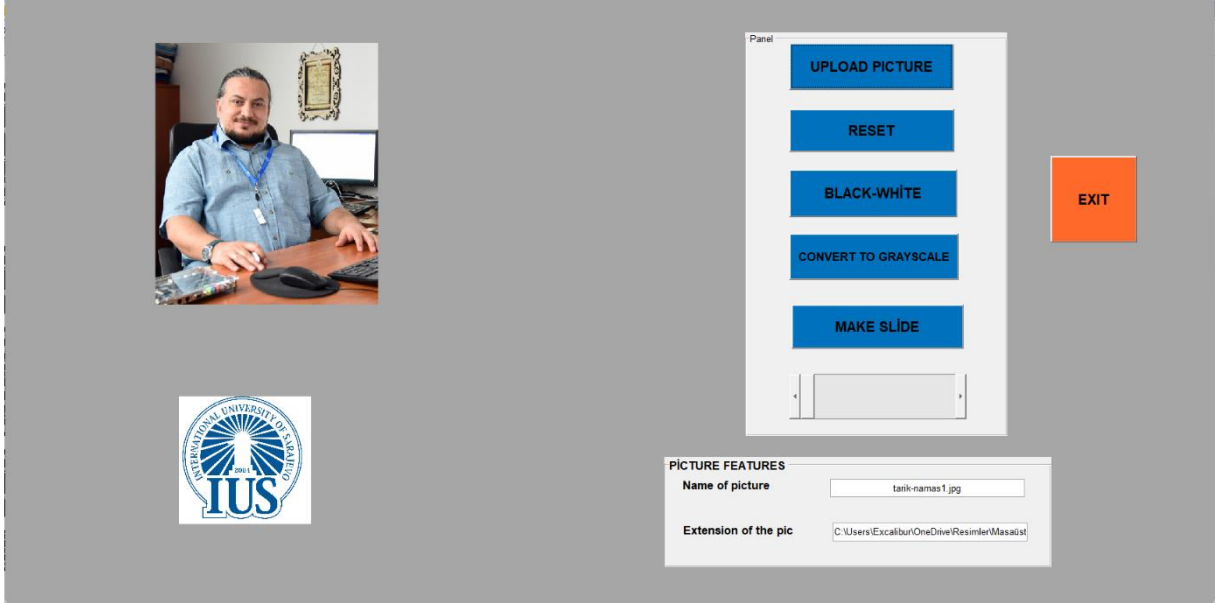 Panel
UPLOAD PICTURE
RESET
BLACK-WHİTE
CONVERT TO GRAYSCALE
MAKE SLİDE
EXIT
INTERNATIONAL UNIVERSITY OF SARAJEVO
2004
IUS
PİCTURE FEATURES
Name of picture tarik-namas1.jpg
Extension of the pic C:\Users\Excalibur\OneDrive\Resimler\Masaüst